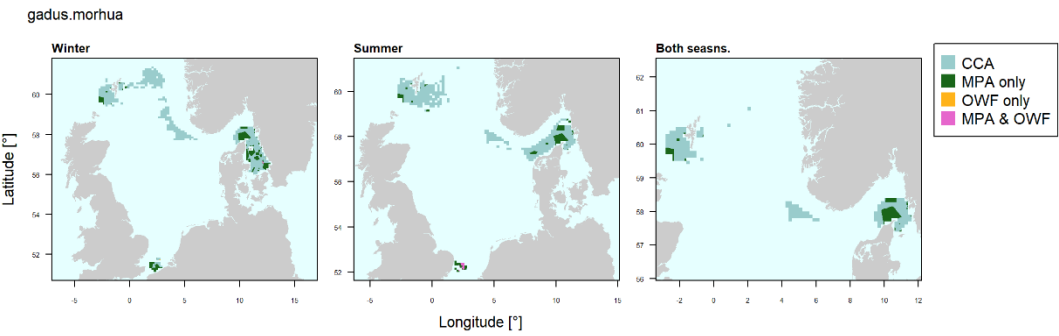 gadus.morhua
Winter
Summer
Both seasns.
CCA
MPA only
OWF only
MPA & OWF
Latitude [°]
60
58
56
54
52
-5 0 5 10 15
60
58
56
54
52
-5 0 5 10 15
62
61
60
59
58
57
56
-2 0 2 4 6 8 10 12
Longitude [°]